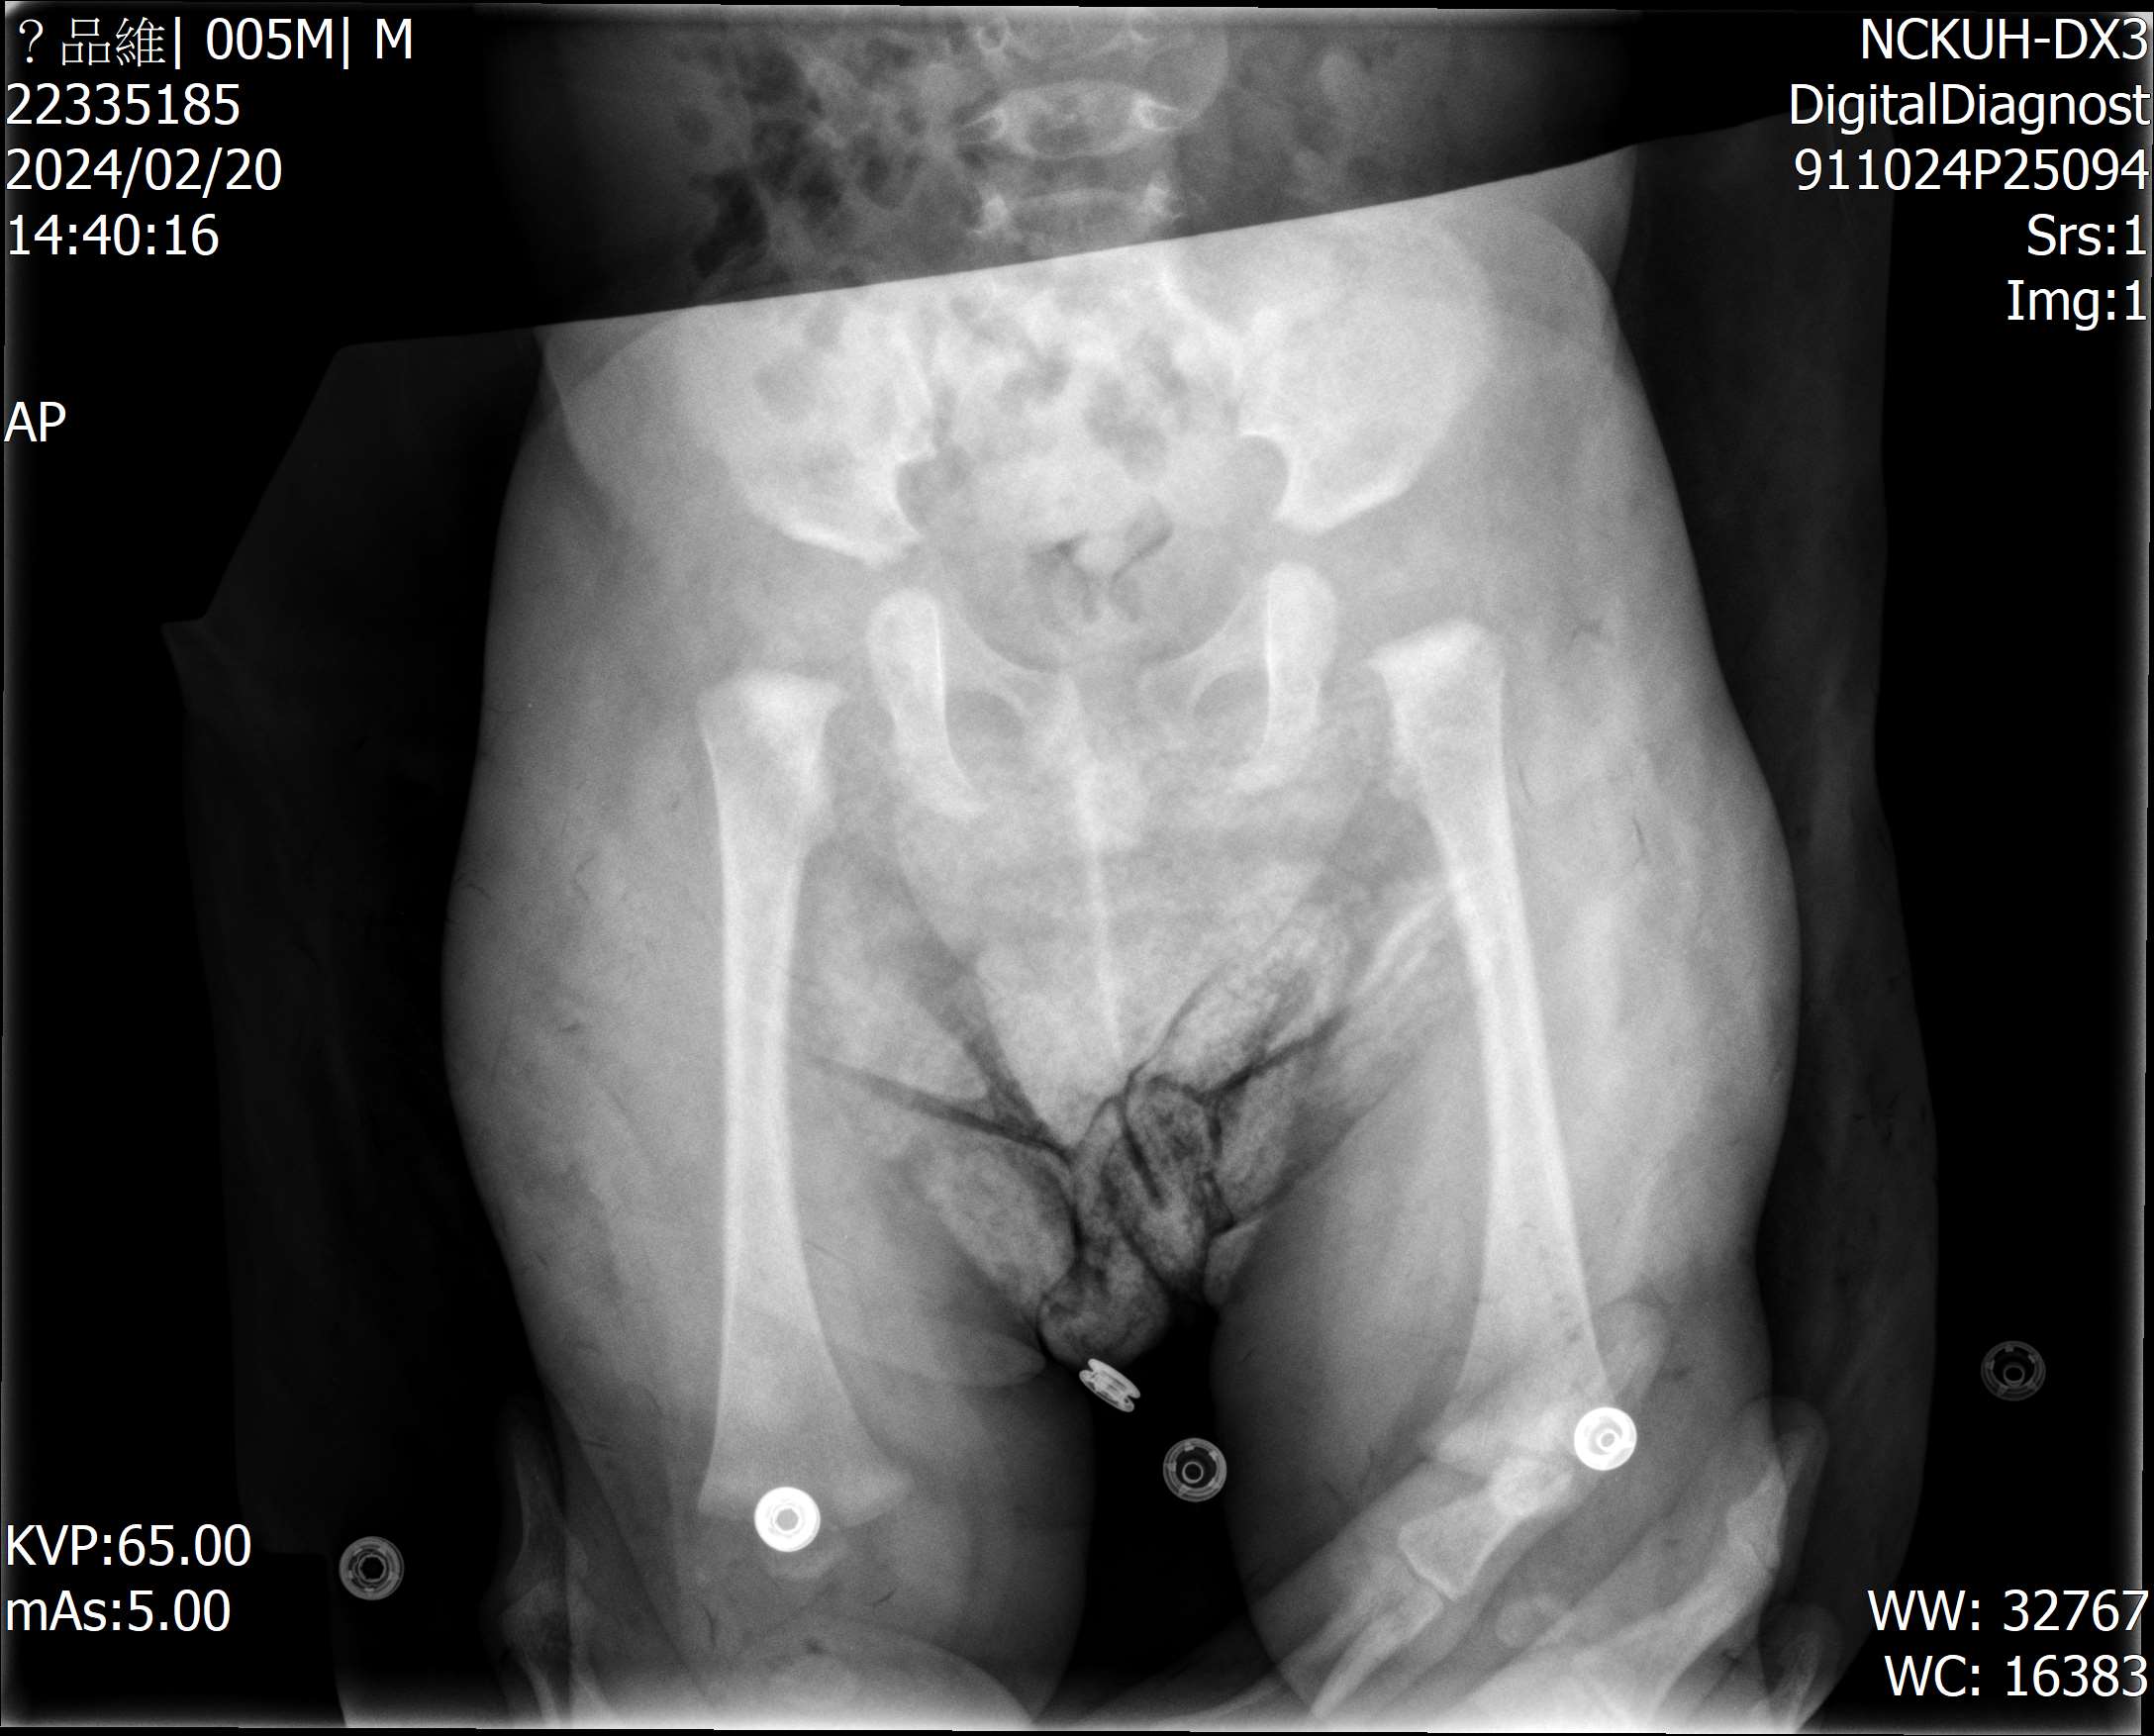 ？品維| 005M| M
22335185
2024/02/20
14:40:16
AP
KVP:65.00
mAs:5.00
NCKUH-DX3
DigitalDiagnost
911024P25094
Srs:1
Img:1
WW: 32767
WC: 16383